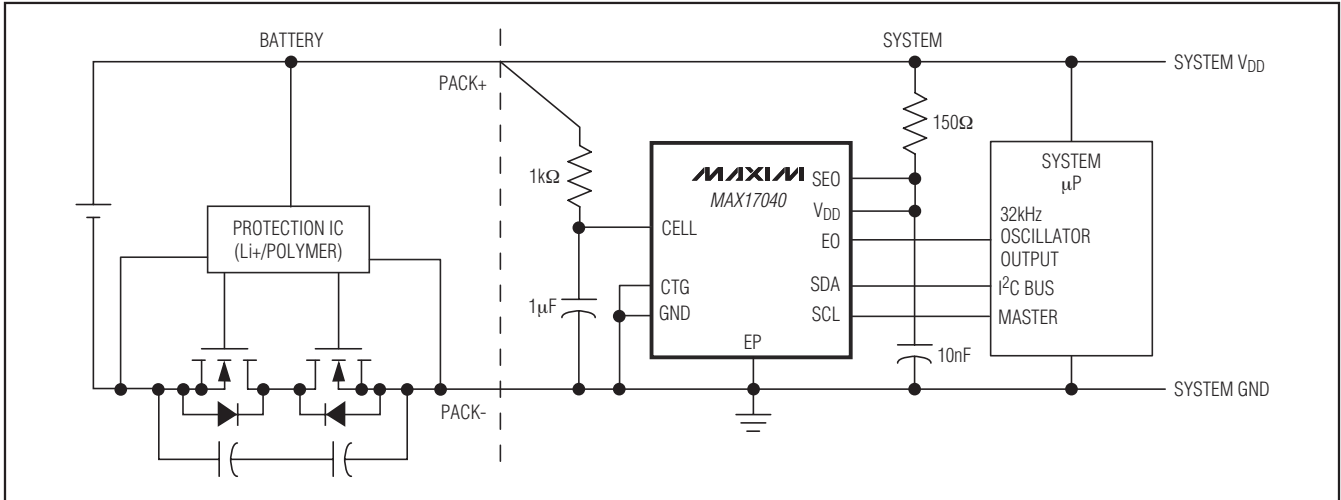 BATTERY
SYSTEM
SYSTEM VDD
PACK+
150Ω
1kΩ
MAXIM
MAX17040
SEO
VDD
EO
SDA
SCL
CELL
CTG
GND
EP
SYSTEM
μP
32kHz
OSCILLATOR
OUTPUT
I²C BUS
MASTER
PROTECTION IC
(Li+/POLYMER)
1μF
10nF
PACK-
SYSTEM GND